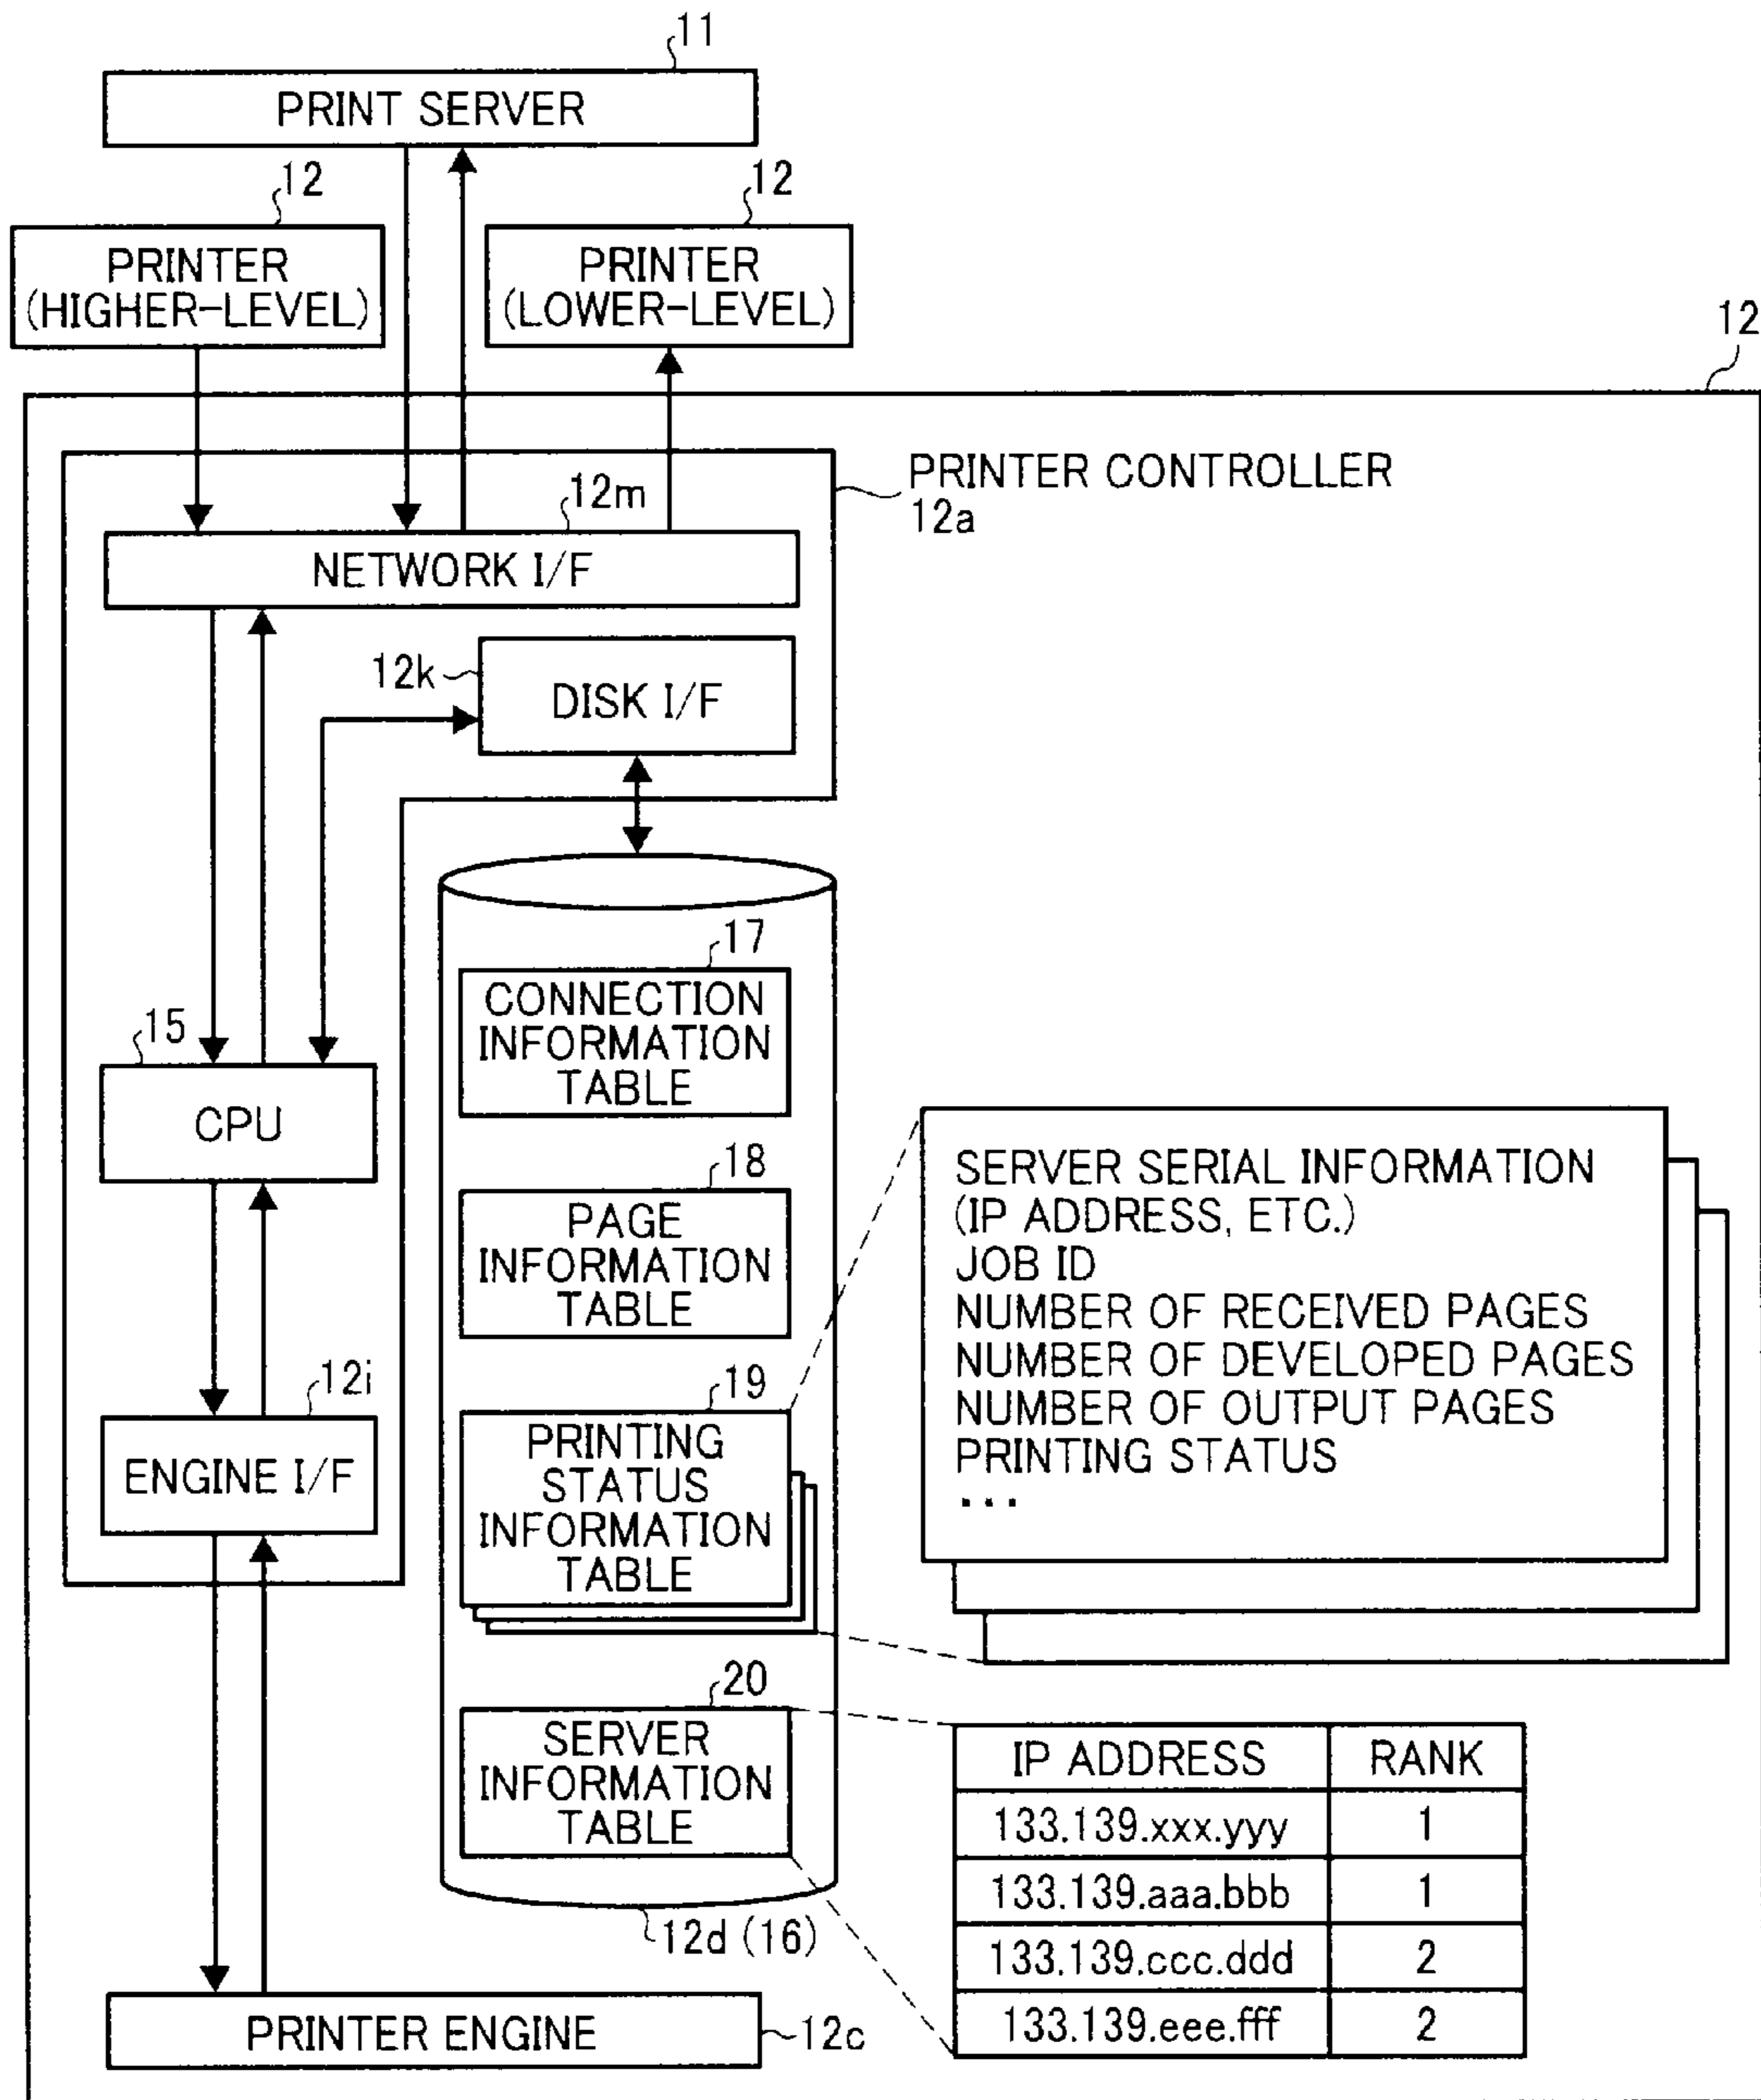 11
PRINT SERVER
12
12
PRINTER
(HIGHER-LEVEL)
PRINTER
(LOWER-LEVEL)
12
PRINTER CONTROLLER
12a
12m
NETWORK I/F
12k
DISK I/F
17
CONNECTION
INFORMATION
TABLE
15
CPU
18
PAGE
INFORMATION
TABLE
SERVER SERIAL INFORMATION
(IP ADDRESS, ETC.)
JOB ID
NUMBER OF RECEIVED PAGES
NUMBER OF DEVELOPED PAGES
NUMBER OF OUTPUT PAGES
PRINTING STATUS
...
12i
ENGINE I/F
19
PRINTING
STATUS
INFORMATION
TABLE
20
SERVER
INFORMATION
TABLE
IP ADDRESS RANK
133.139.xxx.yyy 1
133.139.aaa.bbb 1
133.139.ccc.ddd 2
133.139.eee.fff 2
12d (16)
PRINTER ENGINE
12c